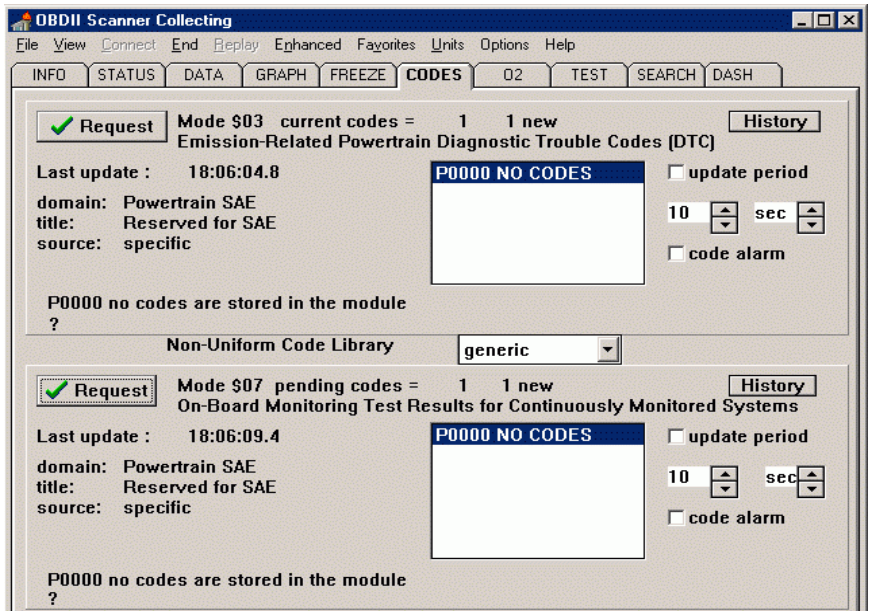 OBDII Scanner Collecting
File View Connect End Replay Enhanced Favorites Units Options Help
INFO STATUS DATA GRAPH FREEZE CODES O2 TEST SEARCH DASH
Request Mode $03 current codes = 1 1 new History
Emission-Related Powertrain Diagnostic Trouble Codes (DTC)
Last update : 18:06:04.8 P0000 NO CODES update period
domain: Powertrain SAE
title: Reserved for SAE 10 sec
source: specific
code alarm
P0000 no codes are stored in the module
?
Non-Uniform Code Library generic
Request Mode $07 pending codes = 1 1 new History
On-Board Monitoring Test Results for Continuously Monitored Systems
Last update : 18:06:09.4 P0000 NO CODES update period
domain: Powertrain SAE
title: Reserved for SAE 10 sec
source: specific
code alarm
P0000 no codes are stored in the module
?